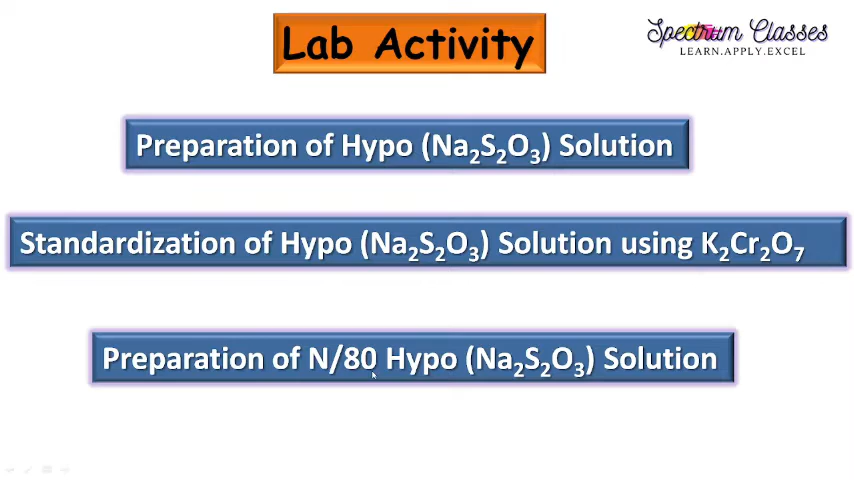 Lab Activity
Spectrum Classes
LEARN.APPLY.EXCEL
Preparation of Hypo (Na₂S₂O₃) Solution
Standardization of Hypo (Na₂S₂O₃) Solution using K₂Cr₂O₇
Preparation of N/80 Hypo (Na₂S₂O₃) Solution